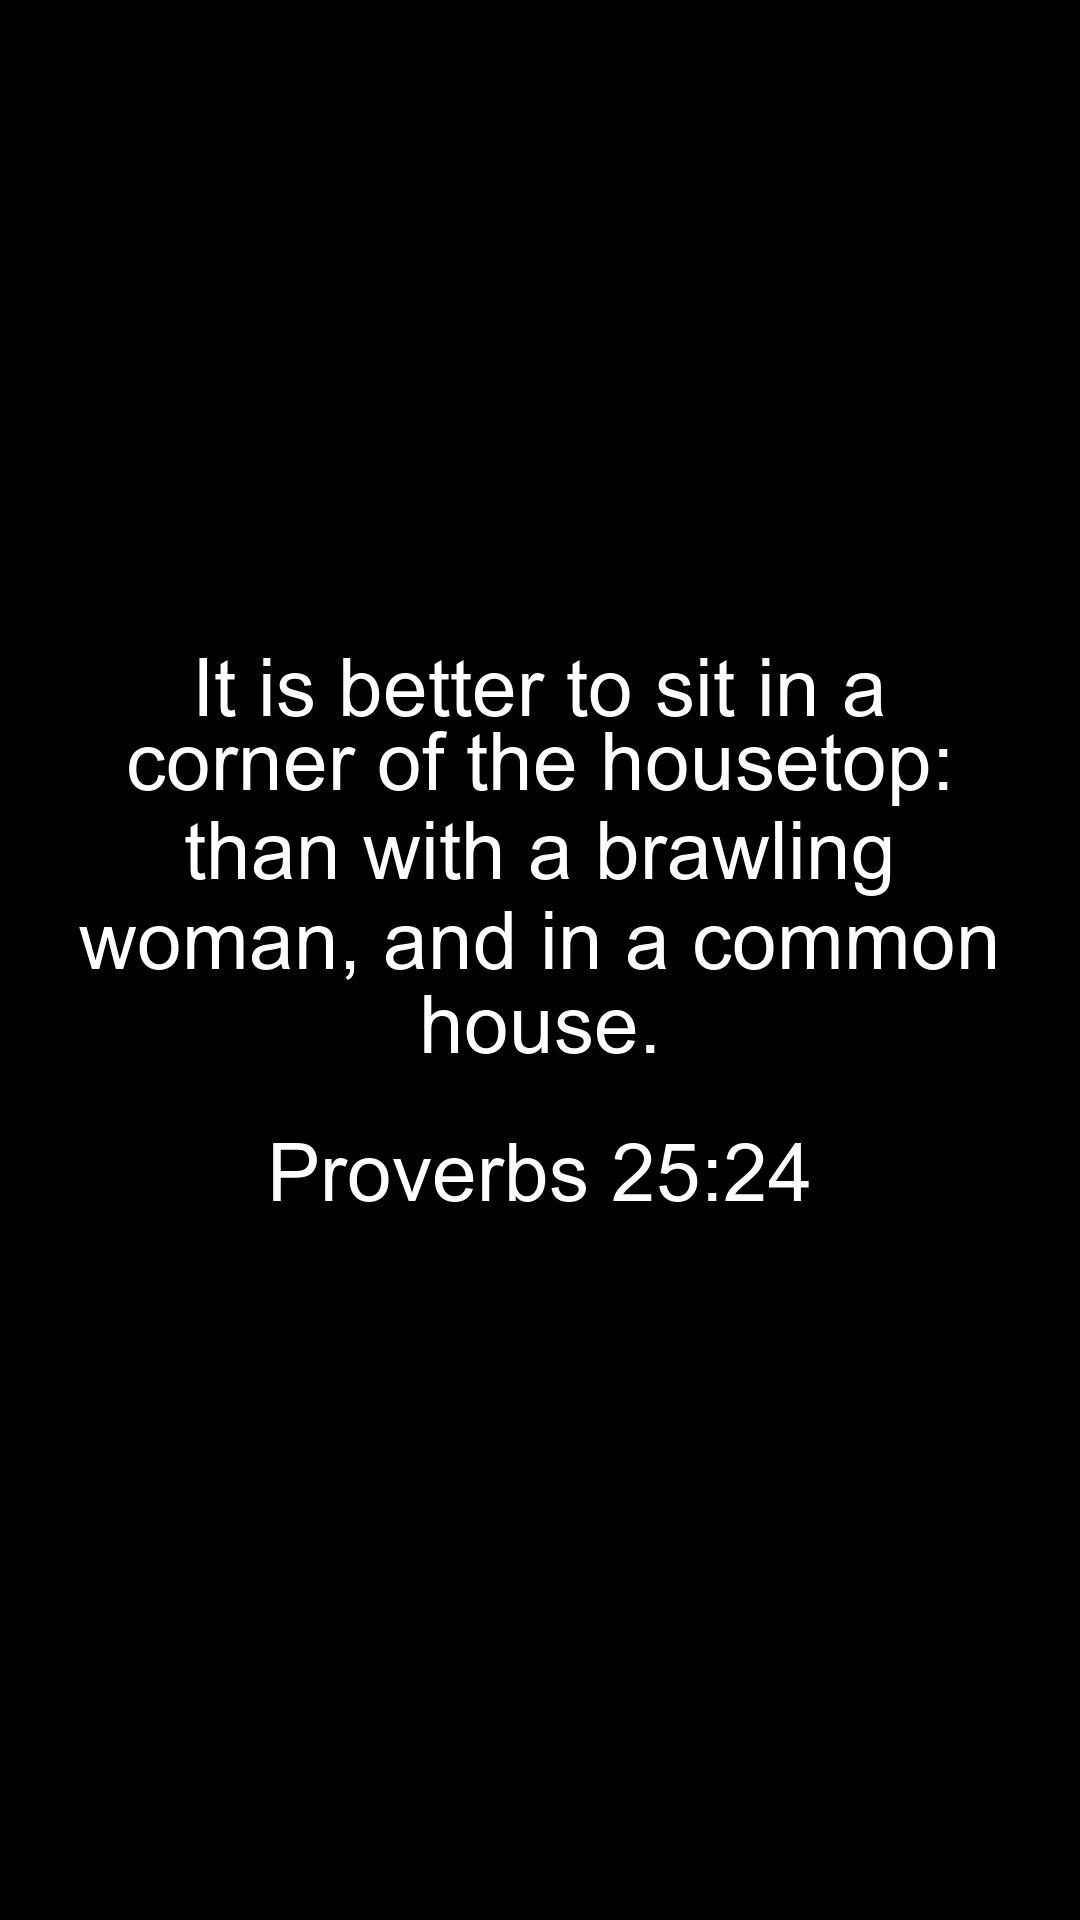 It is better to sit in a
corner of the housetop:
than with a brawling
woman, and in a common
house.
Proverbs 25:24